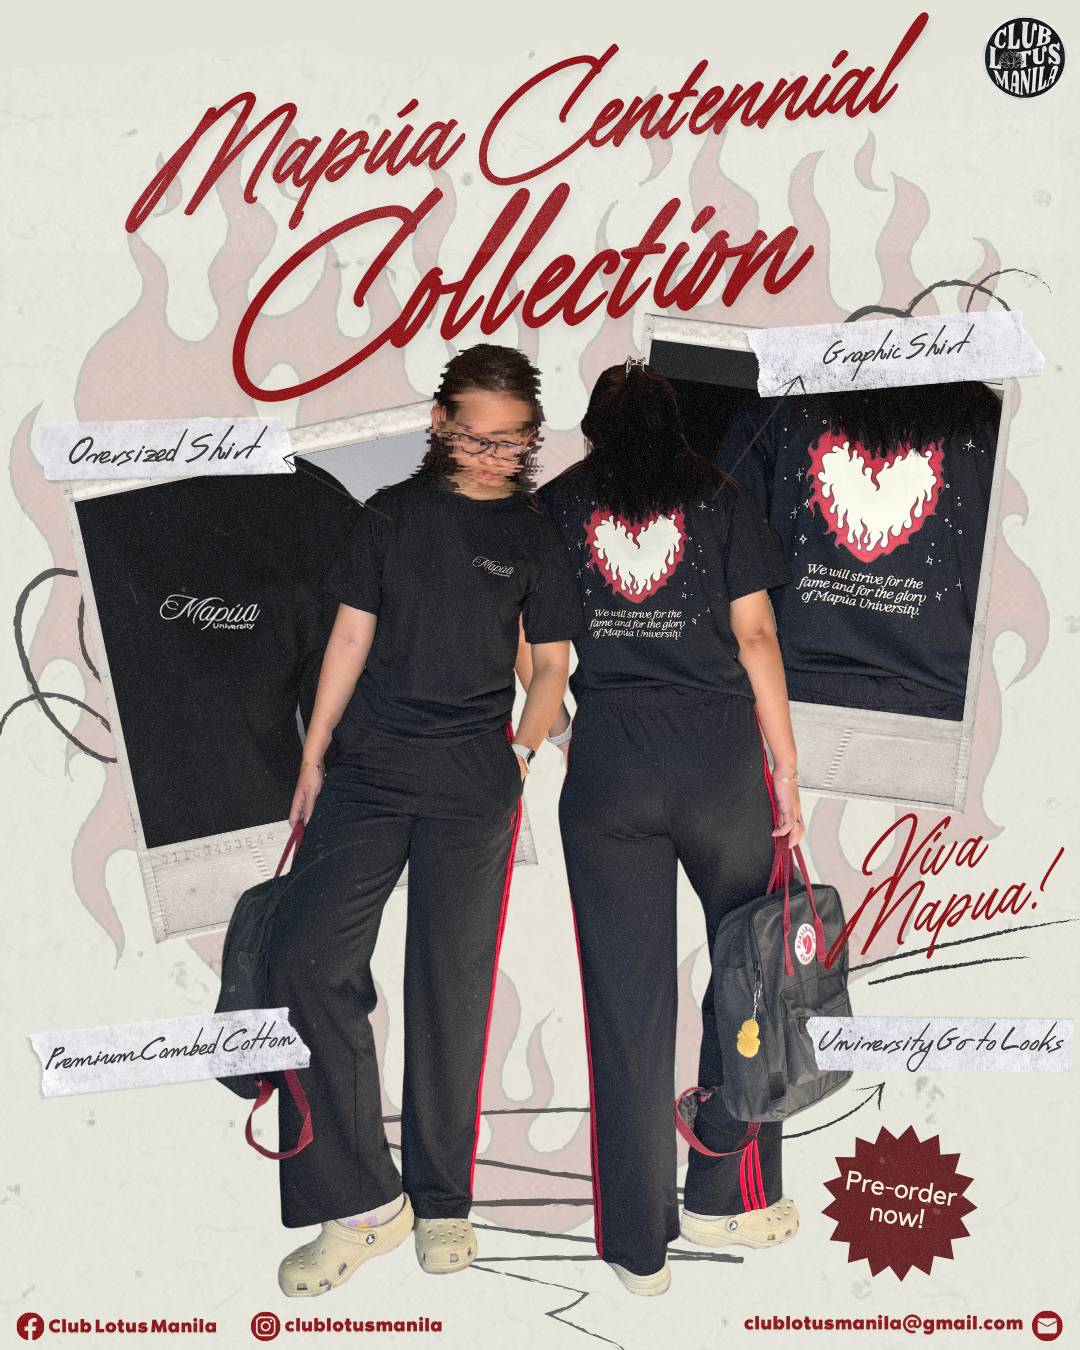 CLUB
LOTUS
MANILA
Mapúa Centennial
Collection
Graphic Shirt
Oversized Shirt
Mapúa
University
Mapúa
We will strive for the
fame and for the glory
of Mapúa University.
We will strive for the
fame and for the glory
of Mapúa University.
01100403544
Viva
Mapua!
Premium Combed Cotton
University Go to Looks
Pre-order
now!
Club Lotus Manila
clublotusmanila
clublotusmanila@gmail.com